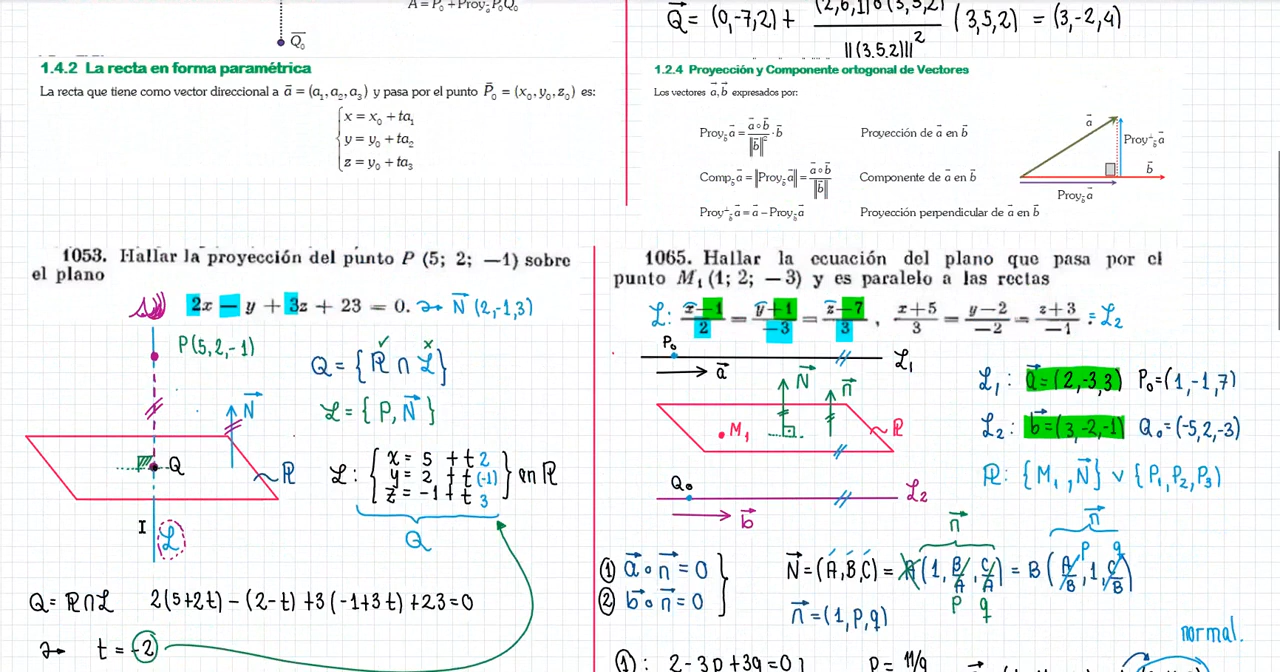 A = P₀ + Proy P₀Q₀
Q₀
1.4.2 La recta en forma paramétrica
La recta que tiene como vector direccional a a⃗ = (a₁,a₂,a₃) y pasa por el punto P̄₀ = (x₀,y₀,z₀) es:
x = x₀ + ta₁
y = y₀ + ta₂
z = y₀ + ta₃
Q⃗ = (0,-7,2) + (2,6,1)o(3,5,2) / ||(3,5,2)||² (3,5,2) = (3,-2,4)
1.2.4 Proyección y Componente ortogonal de Vectores
Los vectores a⃗,b⃗ expresados por:
Proy_b⃗ a⃗ = a⃗∘b⃗ / ‖b⃗‖² · b⃗ Proyección de a⃗ en b⃗
Comp_b⃗ a⃗ = ‖Proy_b⃗ a⃗‖ = a⃗∘b⃗ / ‖b⃗‖ Componente de a⃗ en b⃗
Proy⊥_b⃗ a⃗ = a⃗ − Proy_b⃗ a⃗ Proyección perpendicular de a⃗ en b⃗
a⃗
Proy⊥_b⃗ a⃗
b⃗
Proy_b⃗ a⃗
1053. Hallar la proyección del punto P (5; 2; —1) sobre
el plano
2x — y + 3z + 23 = 0. N⃗ (2,-1,3)
P(5,2,-1)
N⃗
Q
ℝ
I
ℒ
Q = {ℝ ∩ ℒ}
ℒ = {P, N⃗}
ℒ: { x = 5 + t 2
y = 2 + t (-1)
z = -1 + t 3 } en ℝ
Q
Q = ℝ∩ℒ 2(5+2t) - (2-t) + 3(-1+3t) + 23 = 0
t = -2
1065. Hallar la ecuación del plano que pasa por el
punto M₁ (1; 2; —3) y es paralelo a las rectas
ℒ: x−1 / 2 = y+1 / −3 = z−7 / 3 , x+5 / 3 = y−2 / −2 = z+3 / −1 : = ℒ₂
P₀
a⃗
ℒ₁
N⃗
n⃗
M₁
ℝ
Q₀
b⃗
ℒ₂
ℒ₁: Q⃗ = (2,-3,3) P₀ = (1,-1,7)
ℒ₂: b⃗ = (3,-2,-1) Q₀ = (-5,2,-3)
ℝ: {M₁, N⃗} ∨ {P₁, P₂, P₃}
n⃗
n⃗
① a⃗ ∘ n⃗ = 0
② b⃗ ∘ n⃗ = 0
N⃗ = (A,B,C) = A(1, B/A, C/A) = B(A/B, 1, C/B)
p q
p q
n⃗ = (1,p,q)
normal.
①: 2 - 3p + 3q = 0
p = 11/9